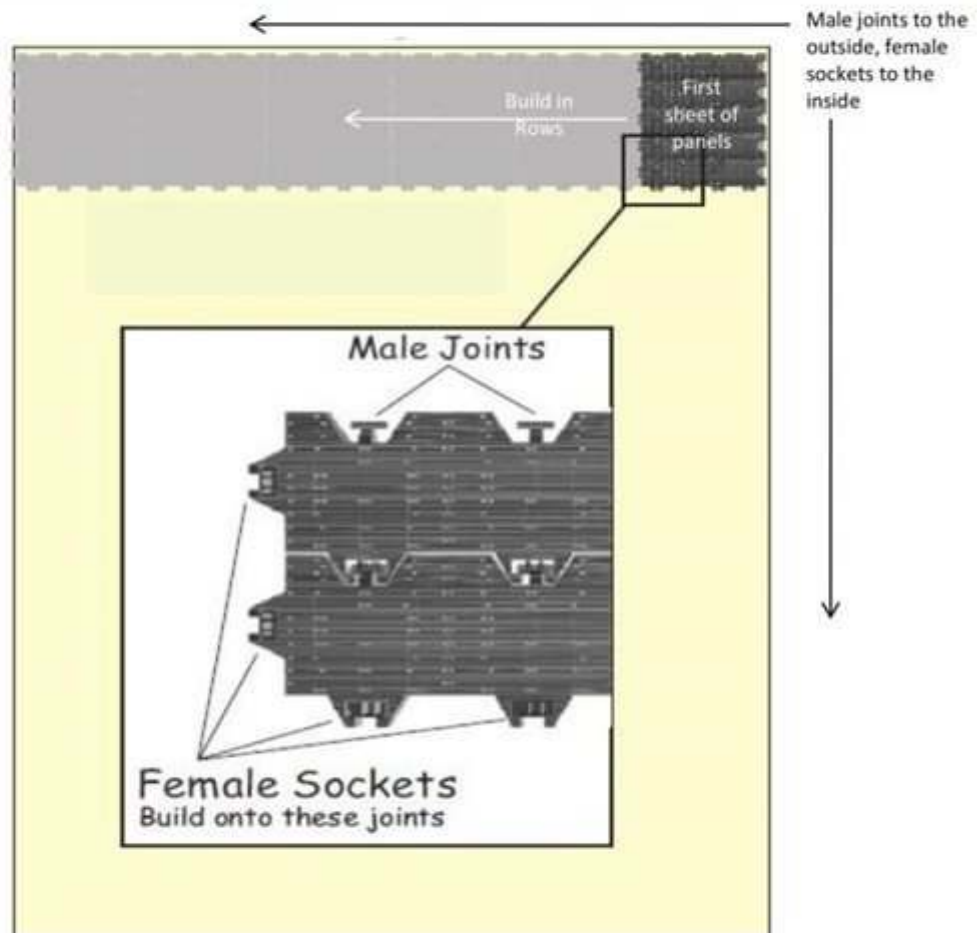 Male joints to the
outside, female
sockets to the
inside
First
sheet of
panels
Build in
Rows
Male Joints
Female Sockets
Build onto these joints